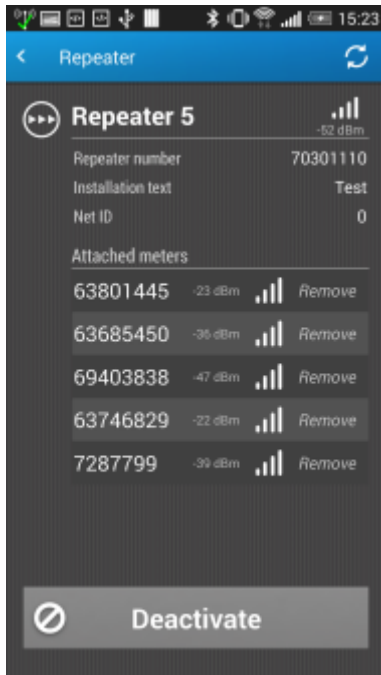 15:23
Repeater
Repeater 5
-52 dBm
Repeater number 70301110
Installation text Test
Net ID 0
Attached meters
63801445 -23 dBm Remove
63685450 -36 dBm Remove
69403838 -47 dBm Remove
63746829 -22 dBm Remove
7287799 -39 dBm Remove
Deactivate